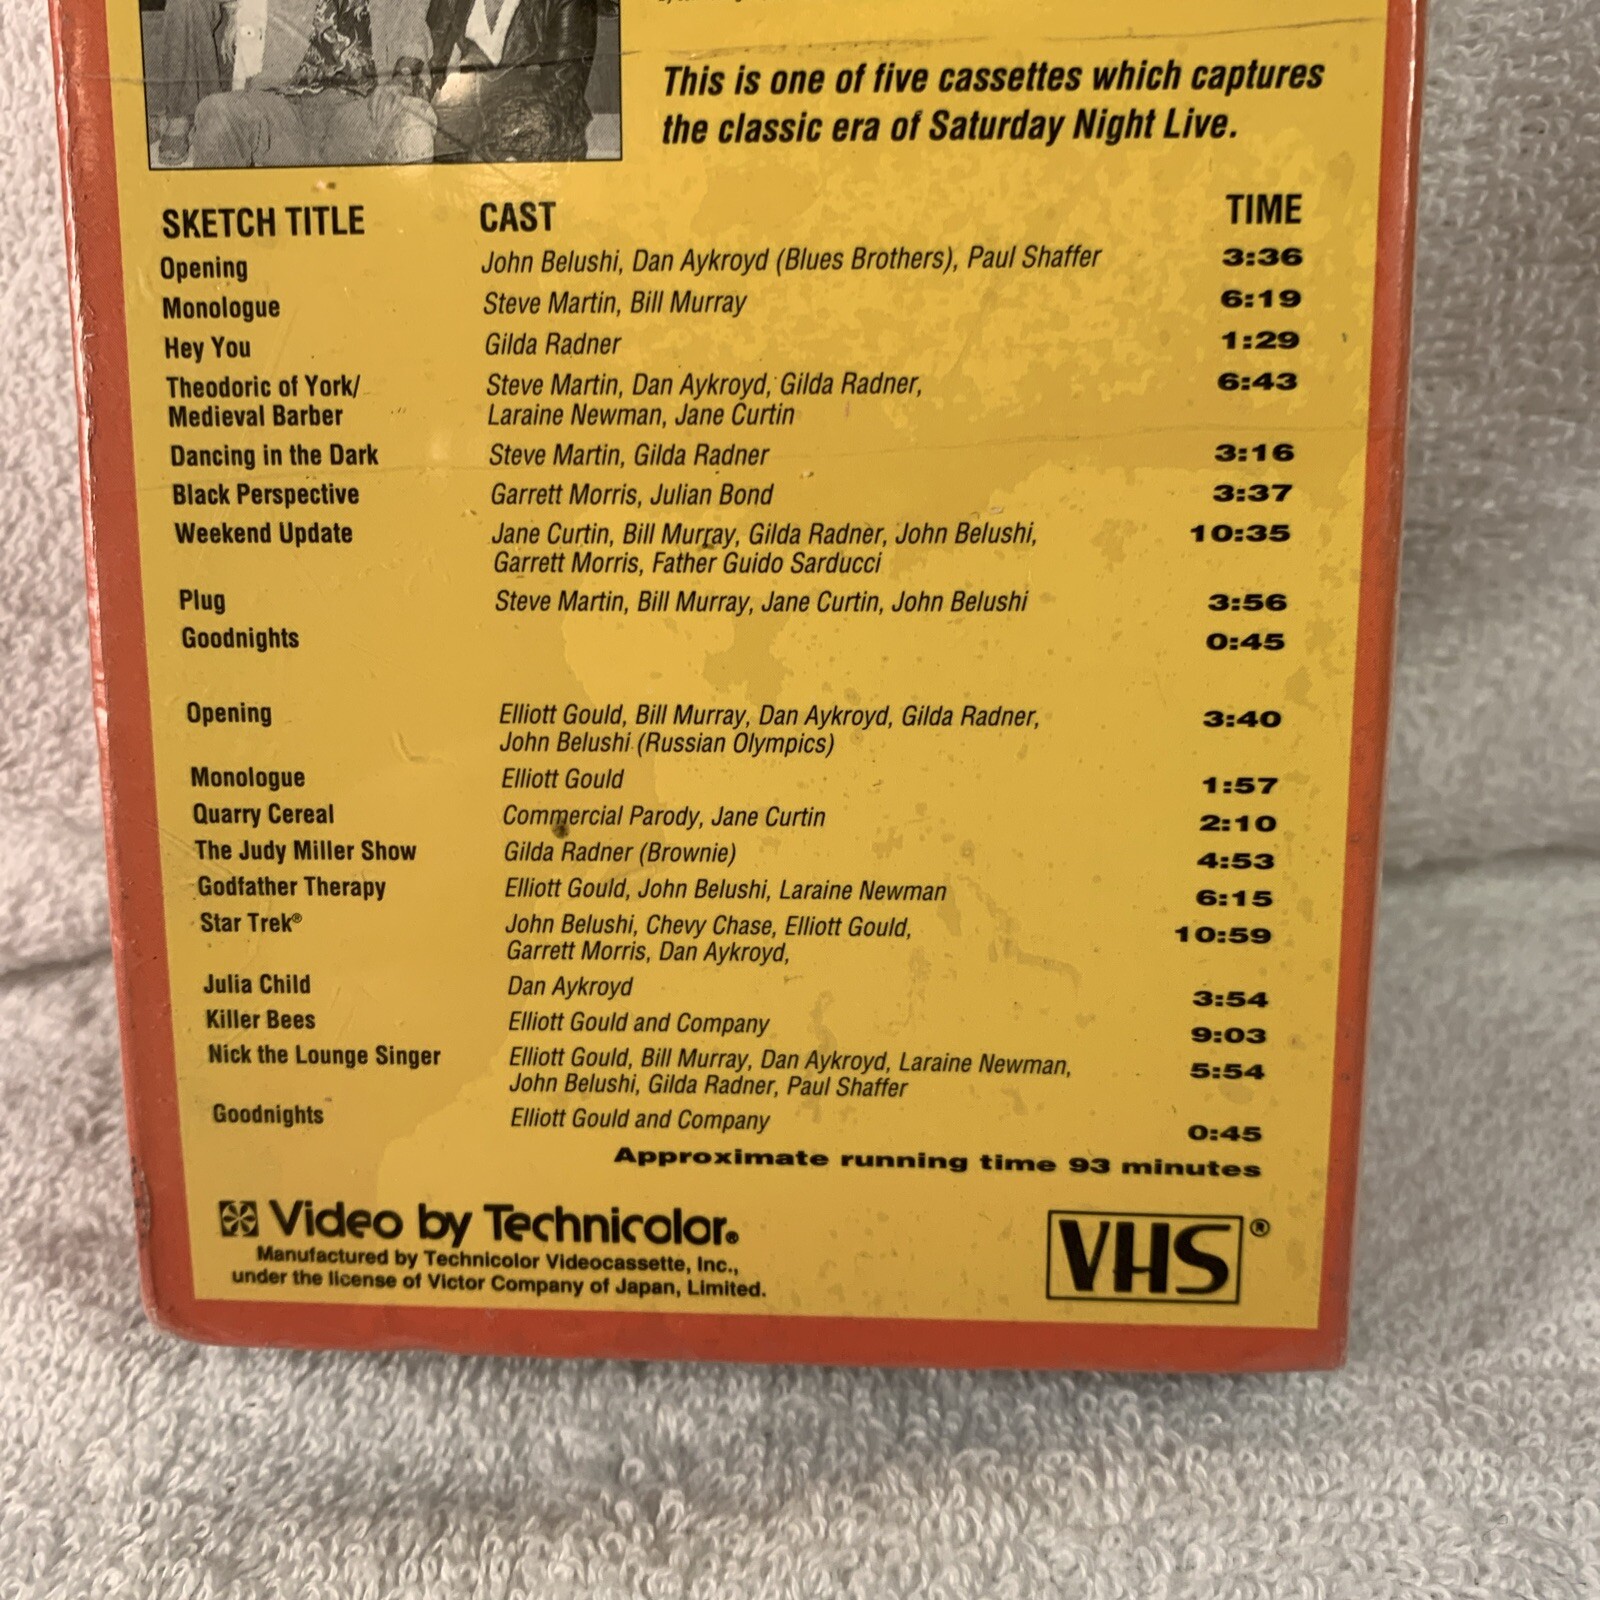 This is one of five cassettes which captures
the classic era of Saturday Night Live.
SKETCH TITLE CAST TIME
Opening John Belushi, Dan Aykroyd (Blues Brothers), Paul Shaffer 3:36
Monologue Steve Martin, Bill Murray 6:19
Hey You Gilda Radner 1:29
Theodoric of York/ Steve Martin, Dan Aykroyd, Gilda Radner, 6:43
Medieval Barber Laraine Newman, Jane Curtin
Dancing in the Dark Steve Martin, Gilda Radner 3:16
Black Perspective Garrett Morris, Julian Bond 3:37
Weekend Update Jane Curtin, Bill Murray, Gilda Radner, John Belushi, 10:35
Garrett Morris, Father Guido Sarducci
Plug Steve Martin, Bill Murray, Jane Curtin, John Belushi 3:56
Goodnights 0:45
Opening Elliott Gould, Bill Murray, Dan Aykroyd, Gilda Radner, 3:40
John Belushi (Russian Olympics)
Monologue Elliott Gould 1:57
Quarry Cereal Commercial Parody, Jane Curtin 2:10
The Judy Miller Show Gilda Radner (Brownie) 4:53
Godfather Therapy Elliott Gould, John Belushi, Laraine Newman 6:15
Star Trek® John Belushi, Chevy Chase, Elliott Gould, 10:59
Garrett Morris, Dan Aykroyd,
Julia Child Dan Aykroyd 3:54
Killer Bees Elliott Gould and Company 9:03
Nick the Lounge Singer Elliott Gould, Bill Murray, Dan Aykroyd, Laraine Newman, 5:54
John Belushi, Gilda Radner, Paul Shaffer
Goodnights Elliott Gould and Company 0:45
Approximate running time 93 minutes
Video by Technicolor®
Manufactured by Technicolor Videocassette, Inc.,
under the license of Victor Company of Japan, Limited.
VHS®